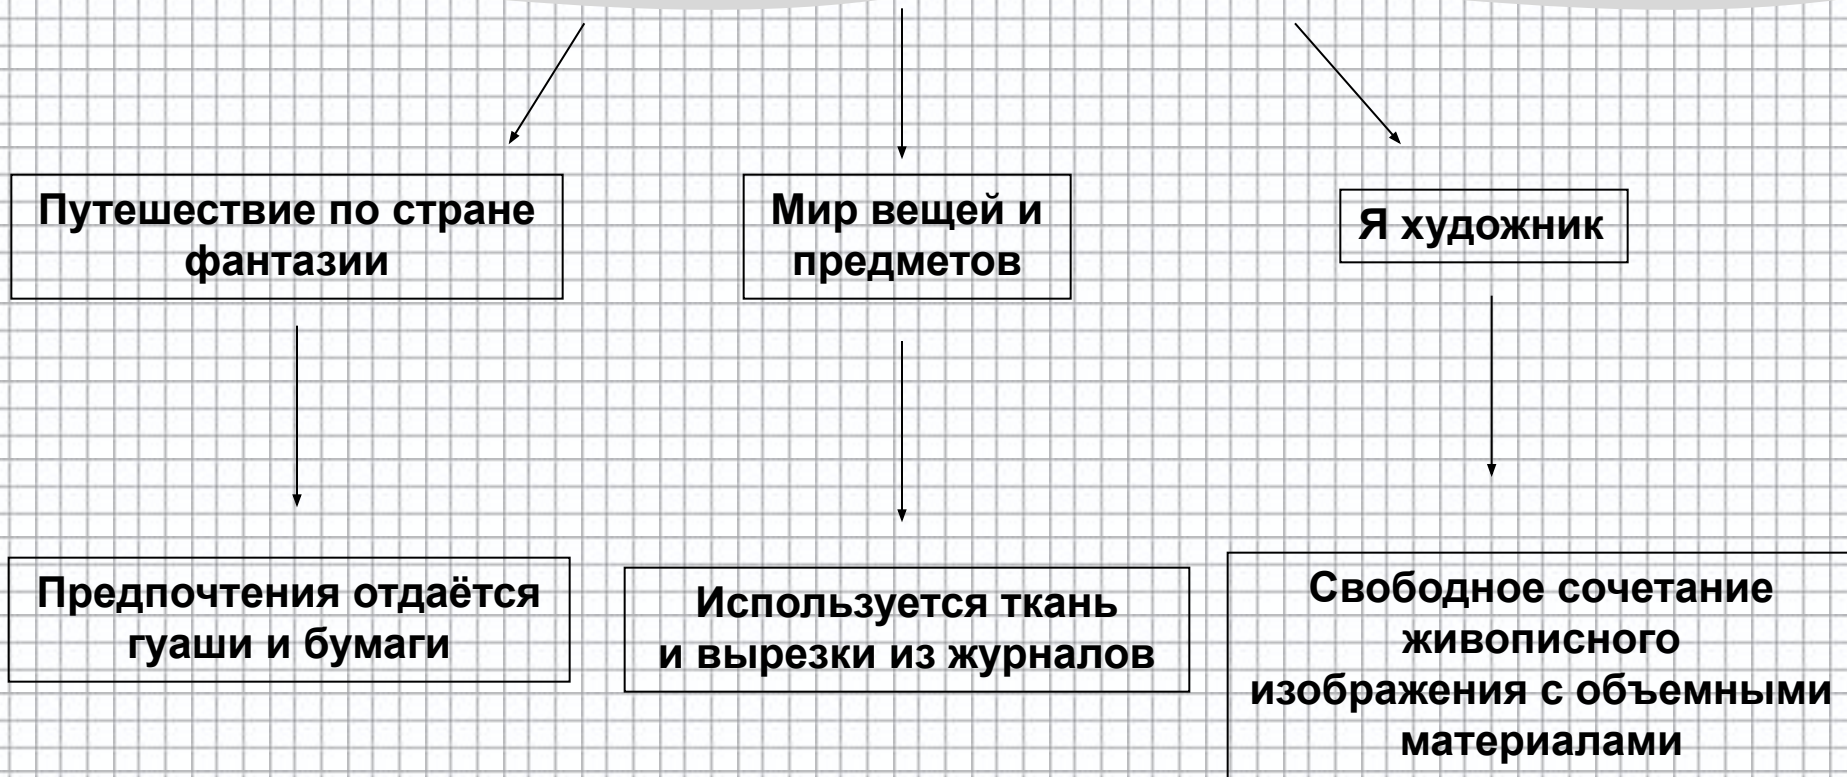 Путешествие по стране
фантазии
Мир вещей и
предметов
Я художник
Предпочтения отдаётся
гуаши и бумаги
Используется ткань
и вырезки из журналов
Свободное сочетание
живописного
изображения с объемными
материалами